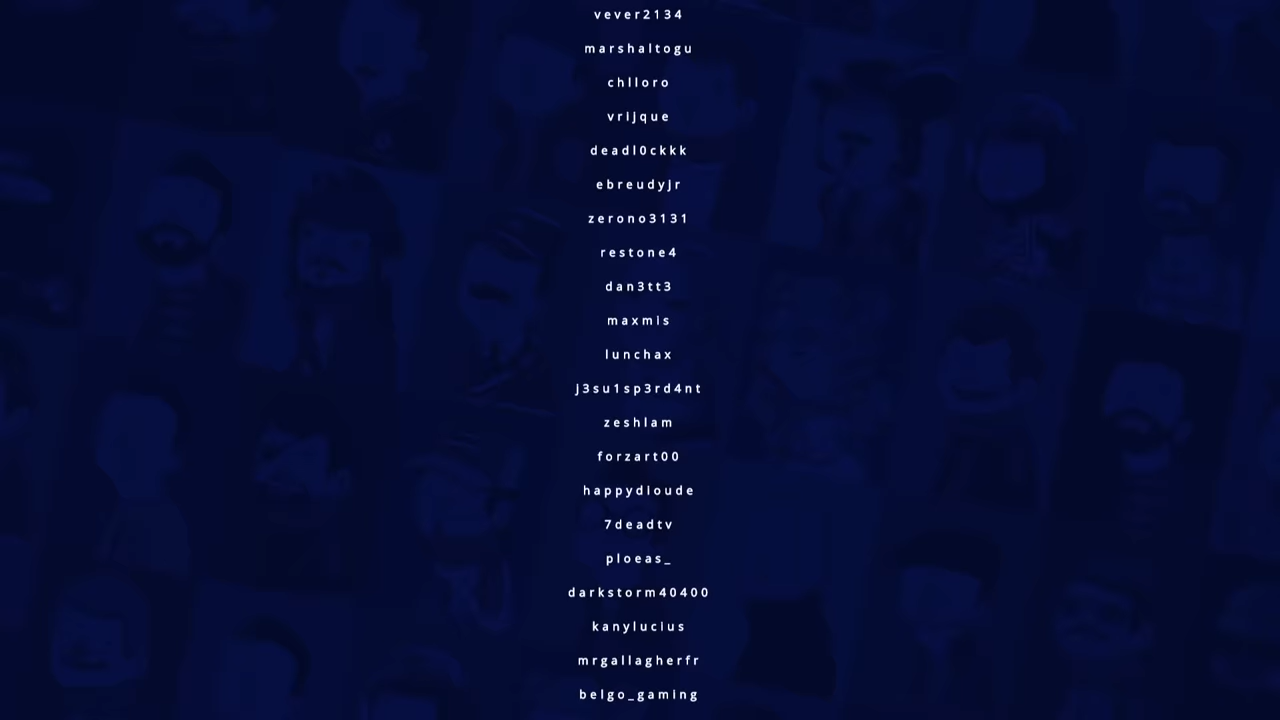 vever2134
marshaltogu
chlloro
vrijque
deadl0ckkk
ebreudyjr
zerono3131
restone4
dan3tt3
maxmis
lunchax
j3su1sp3rd4nt
zeshlam
forzart00
happydloude
7deadtv
ploeas_
darkstorm40400
kanylucius
mrgallagherfr
belgo_gaming